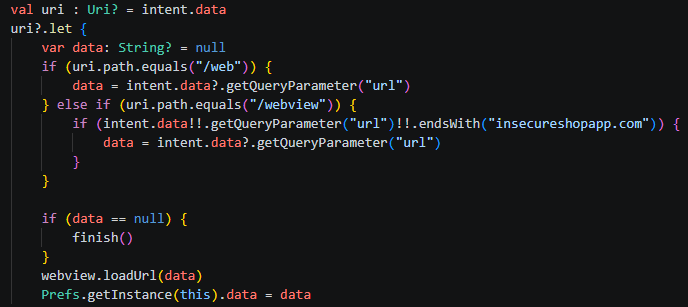 val uri : Uri? = intent.data
uri?.let {
    var data: String? = null
    if (uri.path.equals("/web")) {
        data = intent.data?.getQueryParameter("url")
    } else if (uri.path.equals("/webview")) {
        if (intent.data!!.getQueryParameter("url")!!.endsWith("insecureshopapp.com")) {
            data = intent.data?.getQueryParameter("url")
        }
    }

    if (data == null) {
        finish()
    }
    webview.loadUrl(data)
    Prefs.getInstance(this).data = data